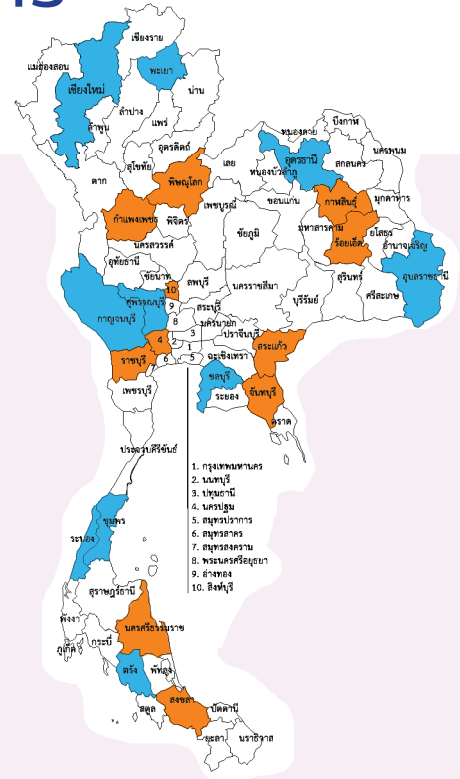 เชียงราย
แม่ฮ่องสอน
พะเยา
เชียงใหม่
น่าน
ลำปาง
ลำพูน
แพร่
บึงกาฬ
หนองคาย
อุตรดิตถ์
เลย
อุดรธานี
นครพนม
สกลนคร
สุโขทัย
หนองบัวลำภู
ตาก
พิษณุโลก
เพชรบูรณ์
ขอนแก่น
กาฬสินธุ์
มุกดาหาร
กำแพงเพชร
พิจิตร
ชัยภูมิ
มหาสารคาม
ร้อยเอ็ด
ยโสธร
อำนาจเจริญ
นครสวรรค์
อุทัยธานี
ชัยนาท
ลพบุรี
นครราชสีมา
บุรีรัมย์
สุรินทร์
ศรีสะเกษ
อุบลราชธานี
10
สุพรรณบุรี
กาญจนบุรี
9
สระบุรี
8
นครนายก
3
ปราจีนบุรี
4
2
1
สระแก้ว
ราชบุรี
6
5
ฉะเชิงเทรา
ชลบุรี
เพชรบุรี
ระยอง
จันทบุรี
ตราด
ประจวบคีรีขันธ์
1. กรุงเทพมหานคร
2. นนทบุรี
3. ปทุมธานี
4. นครปฐม
5. สมุทรปราการ
6. สมุทรสาคร
7. สมุทรสงคราม
8. พระนครศรีอยุธยา
9. อ่างทอง
10. สิงห์บุรี
ชุมพร
ระนอง
สุราษฎร์ธานี
พังงา
นครศรีธรรมราช
กระบี่
ภูเก็ต
ตรัง
พัทลุง
สงขลา
สตูล
ปัตตานี
ยะลา
นราธิวาส